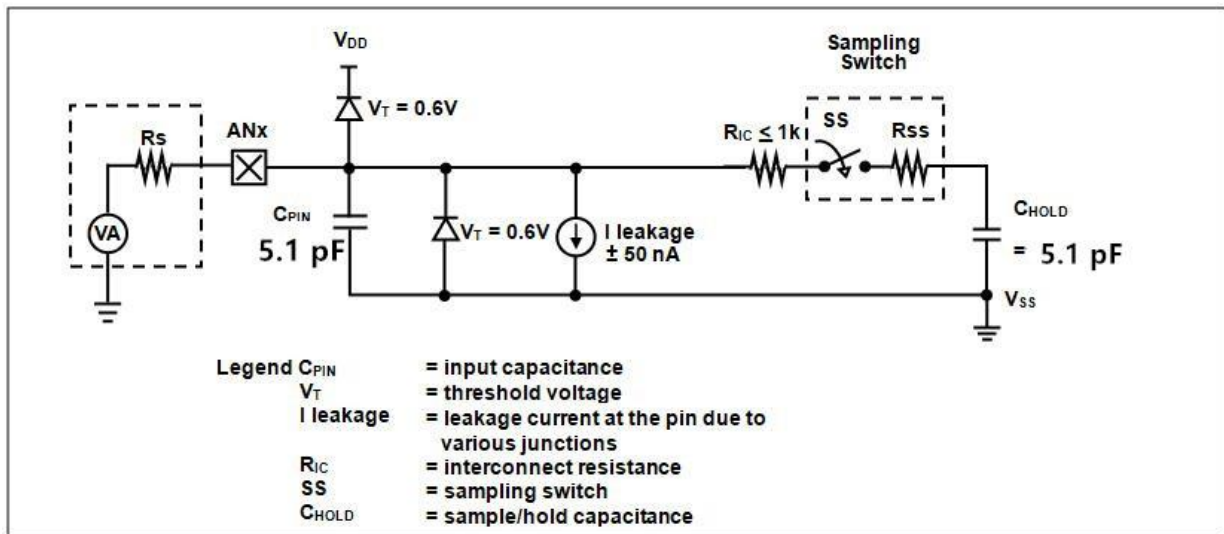 Sampling
Switch
VDD
VT = 0.6V
Rs
ANx
RIC ≤ 1k
SS
Rss
VA
CPIN
5.1 pF
VT = 0.6V
I leakage
± 50 nA
CHOLD
= 5.1 pF
VSS
Legend CPIN = input capacitance
VT = threshold voltage
I leakage = leakage current at the pin due to
various junctions
RIC = interconnect resistance
SS = sampling switch
CHOLD = sample/hold capacitance